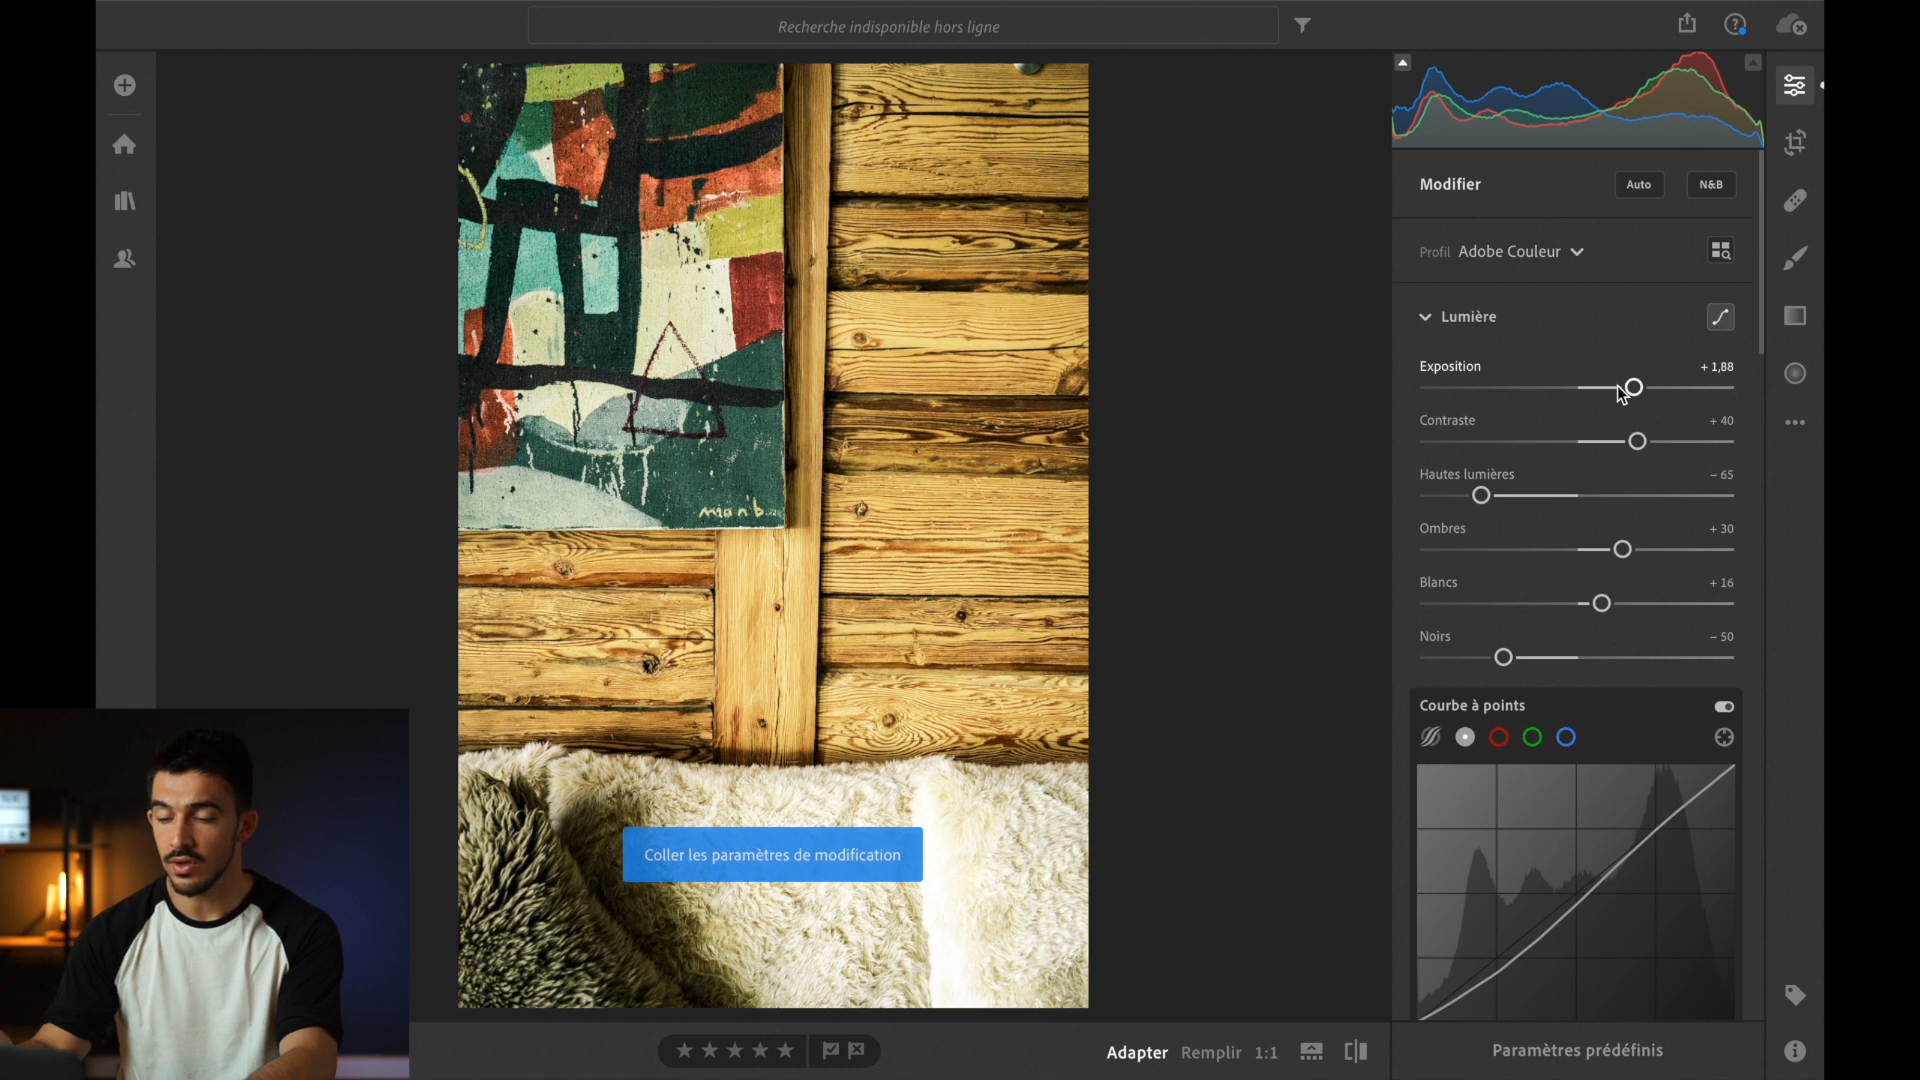 Recherche indisponible hors ligne
Modifier
Auto
N&B
Profil Adobe Couleur
Lumière
Exposition + 1,88
Contraste + 40
Hautes lumières – 65
Ombres + 30
Blancs + 16
Noirs – 50
Courbe à points
manb
Coller les paramètres de modification
Adapter Remplir 1:1
Paramètres prédéfinis